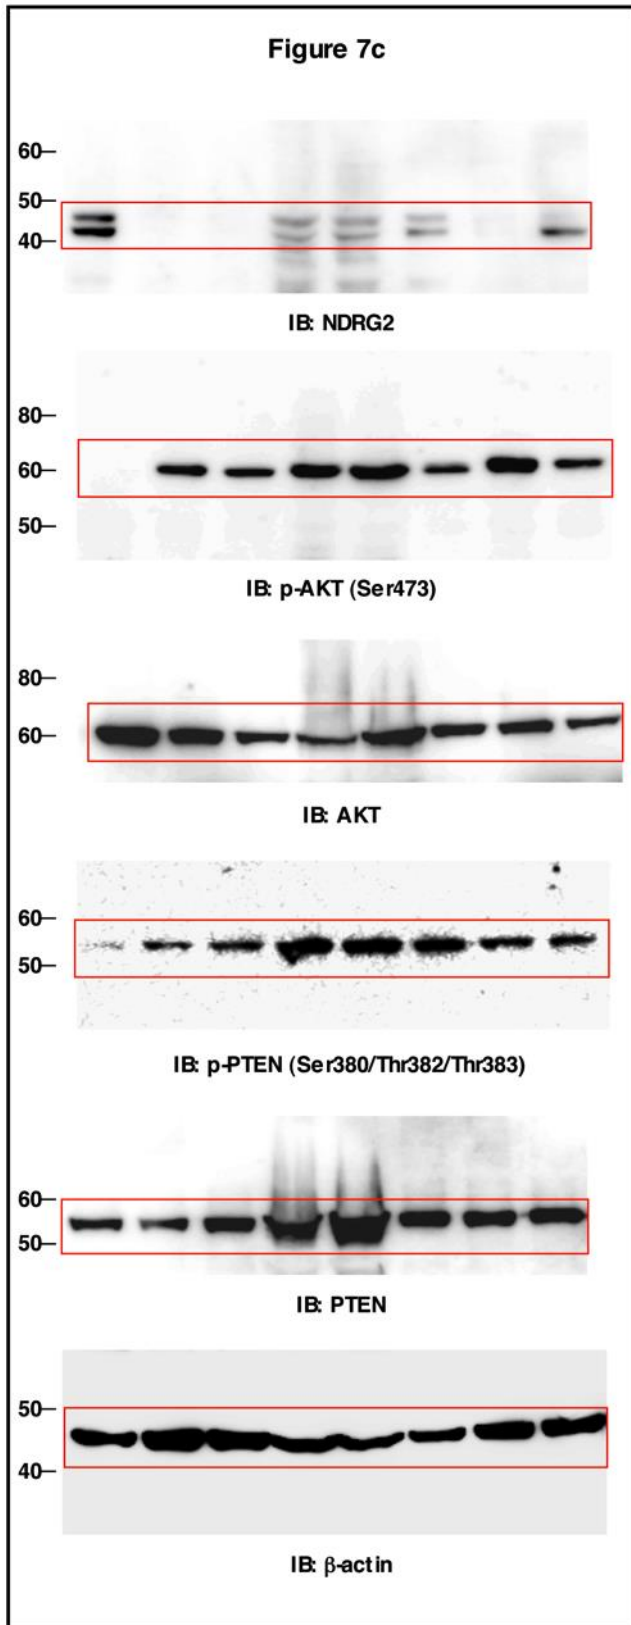 Figure 7c
60
50
40
IB: NDRG2
80
60
50
IB: p-AKT (Ser473)
80
60
IB: AKT
60
50
IB: p-PTEN (Ser380/Thr382/Thr383)
60
50
IB: PTEN
50
40
IB: β-actin